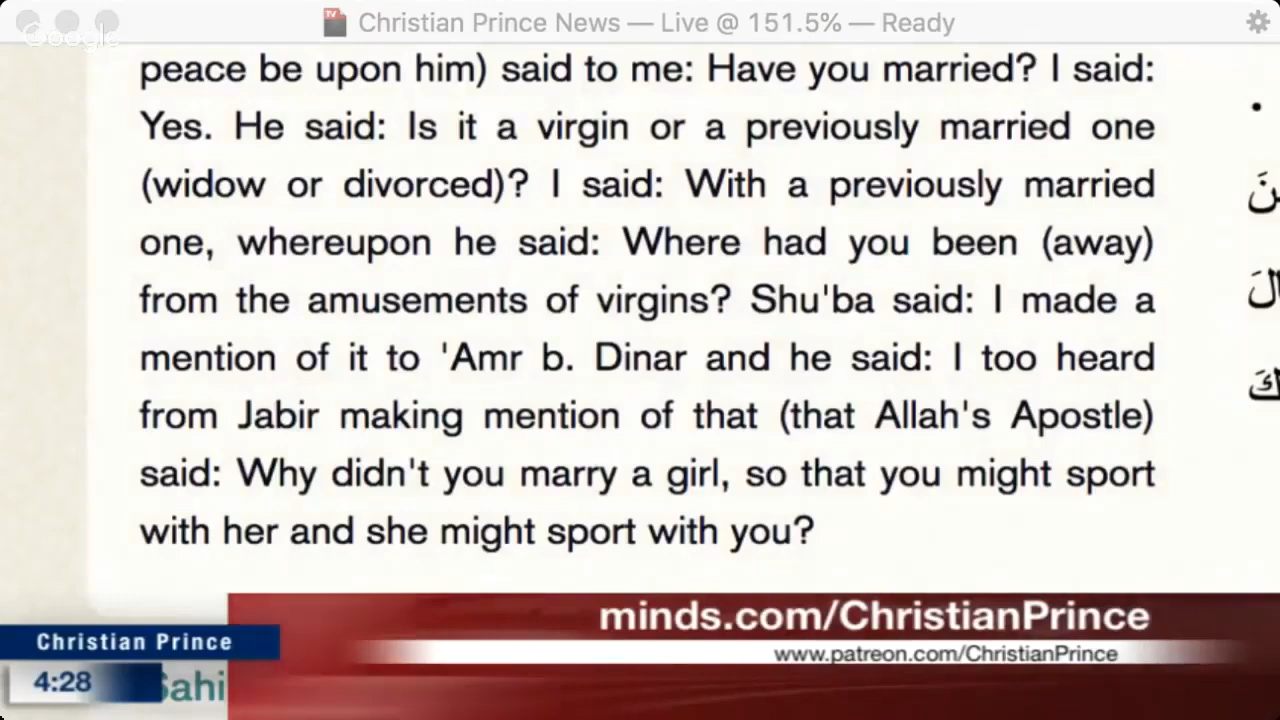 Christian Prince News — Live @ 151.5% — Ready
Google
peace be upon him) said to me: Have you married? I said:
Yes. He said: Is it a virgin or a previously married one
(widow or divorced)? I said: With a previously married
one, whereupon he said: Where had you been (away)
from the amusements of virgins? Shu'ba said: I made a
mention of it to 'Amr b. Dinar and he said: I too heard
from Jabir making mention of that (that Allah's Apostle)
said: Why didn't you marry a girl, so that you might sport
with her and she might sport with you?
minds.com/ChristianPrince
Christian Prince
www.patreon.com/ChristianPrince
4:28